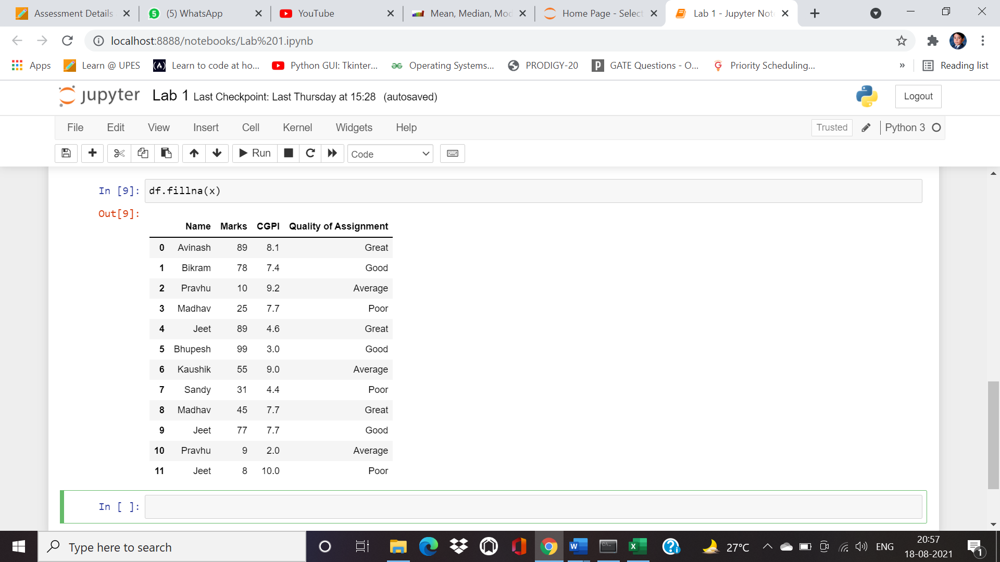 Assessment Details
(5) WhatsApp
YouTube
Mean, Median, Mod
Home Page - Select
Lab 1 - Jupyter Not
localhost:8888/notebooks/Lab%201.ipynb
Apps
Learn @ UPES
Learn to code at ho...
Python GUI: Tkinter...
Operating Systems...
PRODIGY-20
GATE Questions - O...
Priority Scheduling...
»
Reading list
jupyter Lab 1 Last Checkpoint: Last Thursday at 15:28 (autosaved)
Logout
File Edit View Insert Cell Kernel Widgets Help
Trusted
Python 3
Run
Code
In [9]: df.fillna(x)
Out[9]:
Name Marks CGPI Quality of Assignment
0 Avinash 89 8.1 Great
1 Bikram 78 7.4 Good
2 Pravhu 10 9.2 Average
3 Madhav 25 7.7 Poor
4 Jeet 89 4.6 Great
5 Bhupesh 99 3.0 Good
6 Kaushik 55 9.0 Average
7 Sandy 31 4.4 Poor
8 Madhav 45 7.7 Great
9 Jeet 77 7.7 Good
10 Pravhu 9 2.0 Average
11 Jeet 8 10.0 Poor
In [ ]:
Type here to search
27°C
ENG
20:57
18-08-2021
1